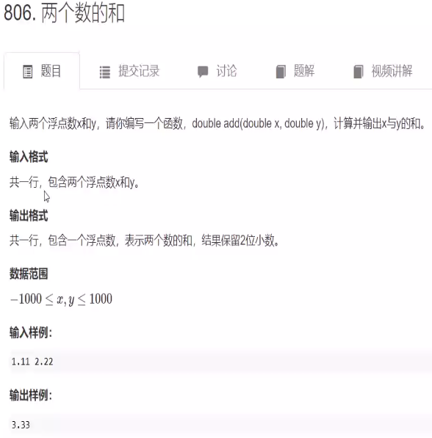 806. 两个数的和
题目 提交记录 讨论 题解 视频讲解
输入两个浮点数x和y，请你编写一个函数，double add(double x, double y)，计算并输出x与y的和。
输入格式
共一行，包含两个浮点数x和y。
输出格式
共一行，包含一个浮点数，表示两个数的和，结果保留2位小数。
数据范围
−1000 ≤ x, y ≤ 1000
输入样例：
1.11 2.22
输出样例：
3.33